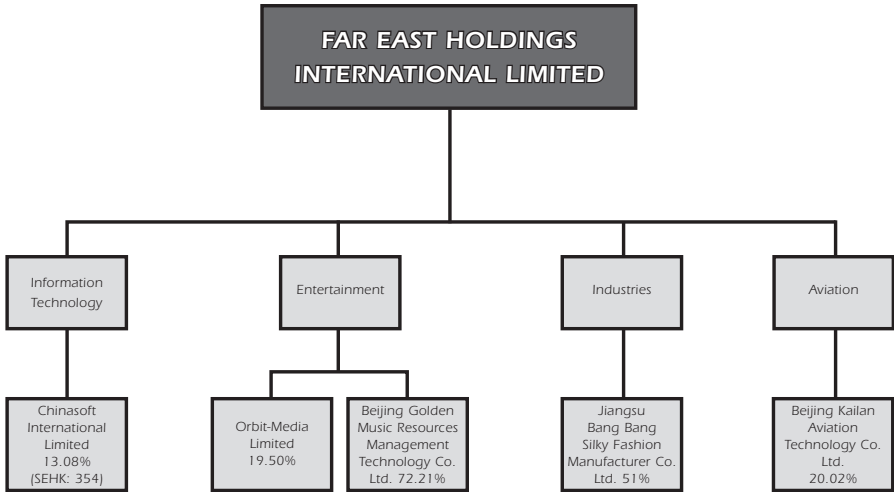 FAR EAST HOLDINGS
INTERNATIONAL LIMITED
Information
Technology
Entertainment
Industries
Aviation
Chinasoft
International
Limited
13.08%
(SEHK: 354)
Orbit-Media
Limited
19.50%
Beijing Golden
Music Resources
Management
Technology Co.
Ltd. 72.21%
Jiangsu
Bang Bang
Silky Fashion
Manufacturer Co.
Ltd. 51%
Beijing Kailan
Aviation
Technology Co.
Ltd.
20.02%